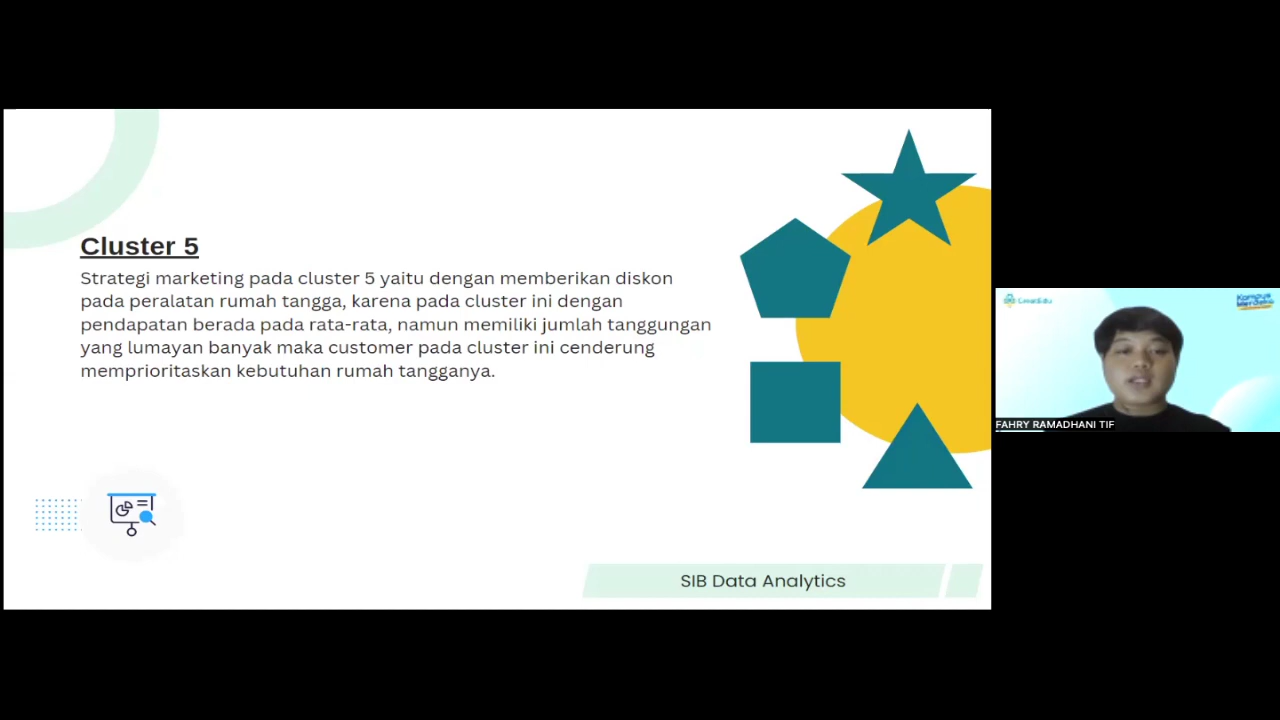 Cluster 5
Strategi marketing pada cluster 5 yaitu dengan memberikan diskon
pada peralatan rumah tangga, karena pada cluster ini dengan
pendapatan berada pada rata-rata, namun memiliki jumlah tanggungan
yang lumayan banyak maka customer pada cluster ini cenderung
memprioritaskan kebutuhan rumah tangganya.
SIB Data Analytics
Kampus
Merdeka
FAHRY RAMADHANI TIF